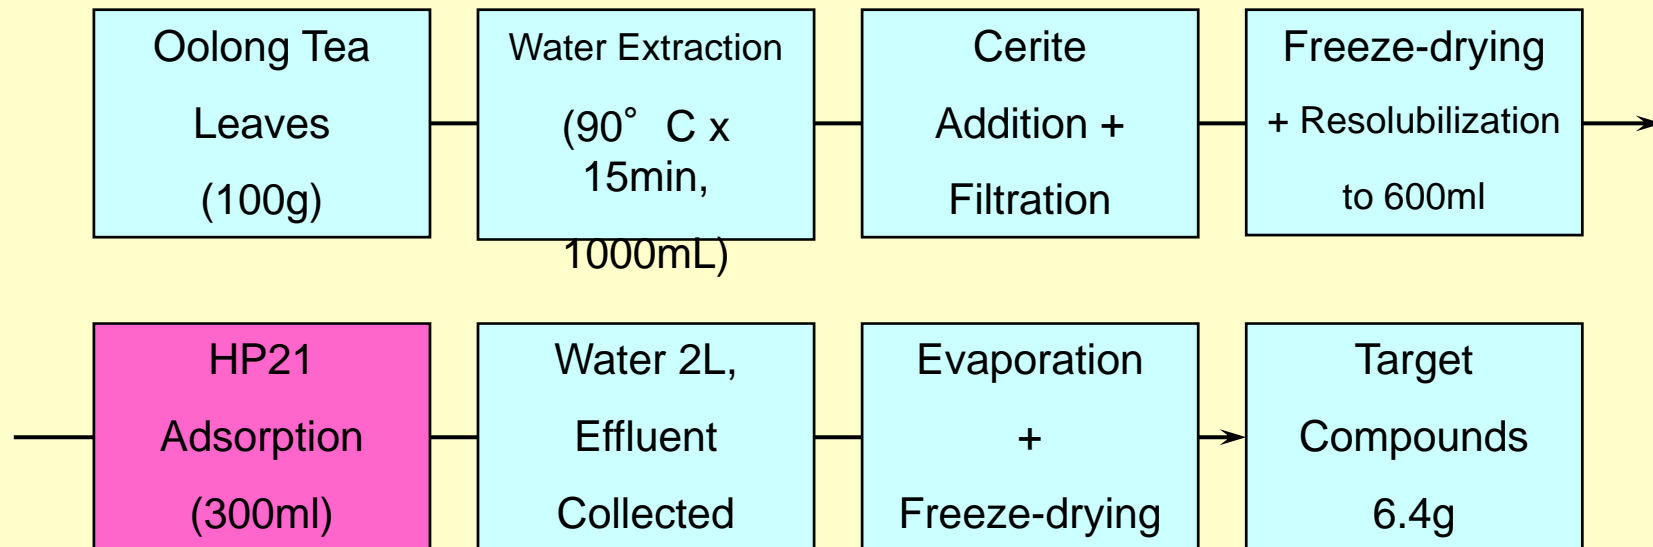 Oolong Tea
Leaves
(100g)
Water Extraction
(90° C x
15min,
1000mL)
Cerite
Addition +
Filtration
Freeze-drying
+ Resolubilization
to 600ml
HP21
Adsorption
(300ml)
Water 2L,
Effluent
Collected
Evaporation
+
Freeze-drying
Target
Compounds
6.4g